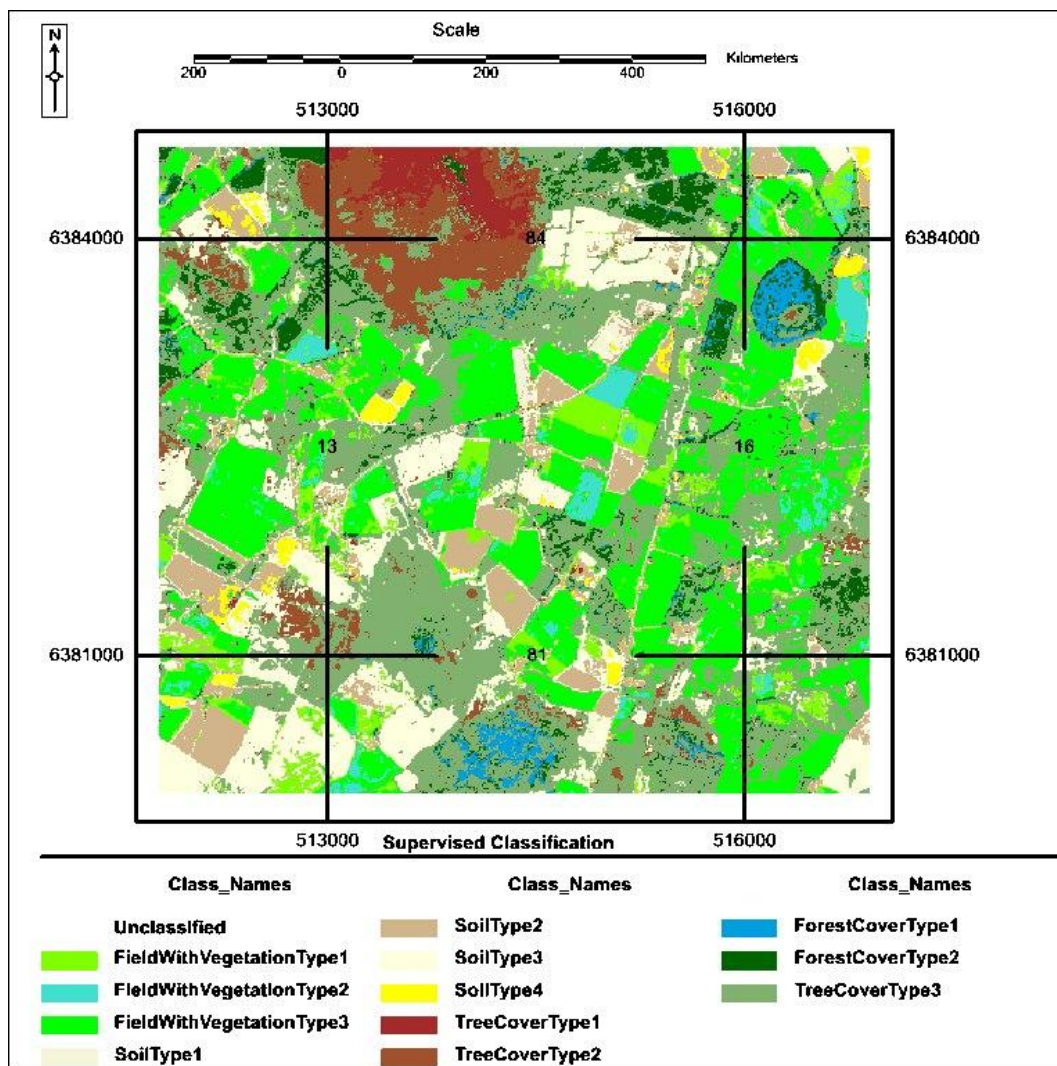 N
Scale
200 0 200 400 Kilometers
513000 516000
6384000 84 6384000
13 16
6381000 81 6381000
513000 516000
Supervised Classification
Class_Names Class_Names Class_Names
Unclassified SoilType2 ForestCoverType1
FieldWithVegetationType1 SoilType3 ForestCoverType2
FieldWithVegetationType2 SoilType4 TreeCoverType3
FieldWithVegetationType3 TreeCoverType1
SoilType1 TreeCoverType2